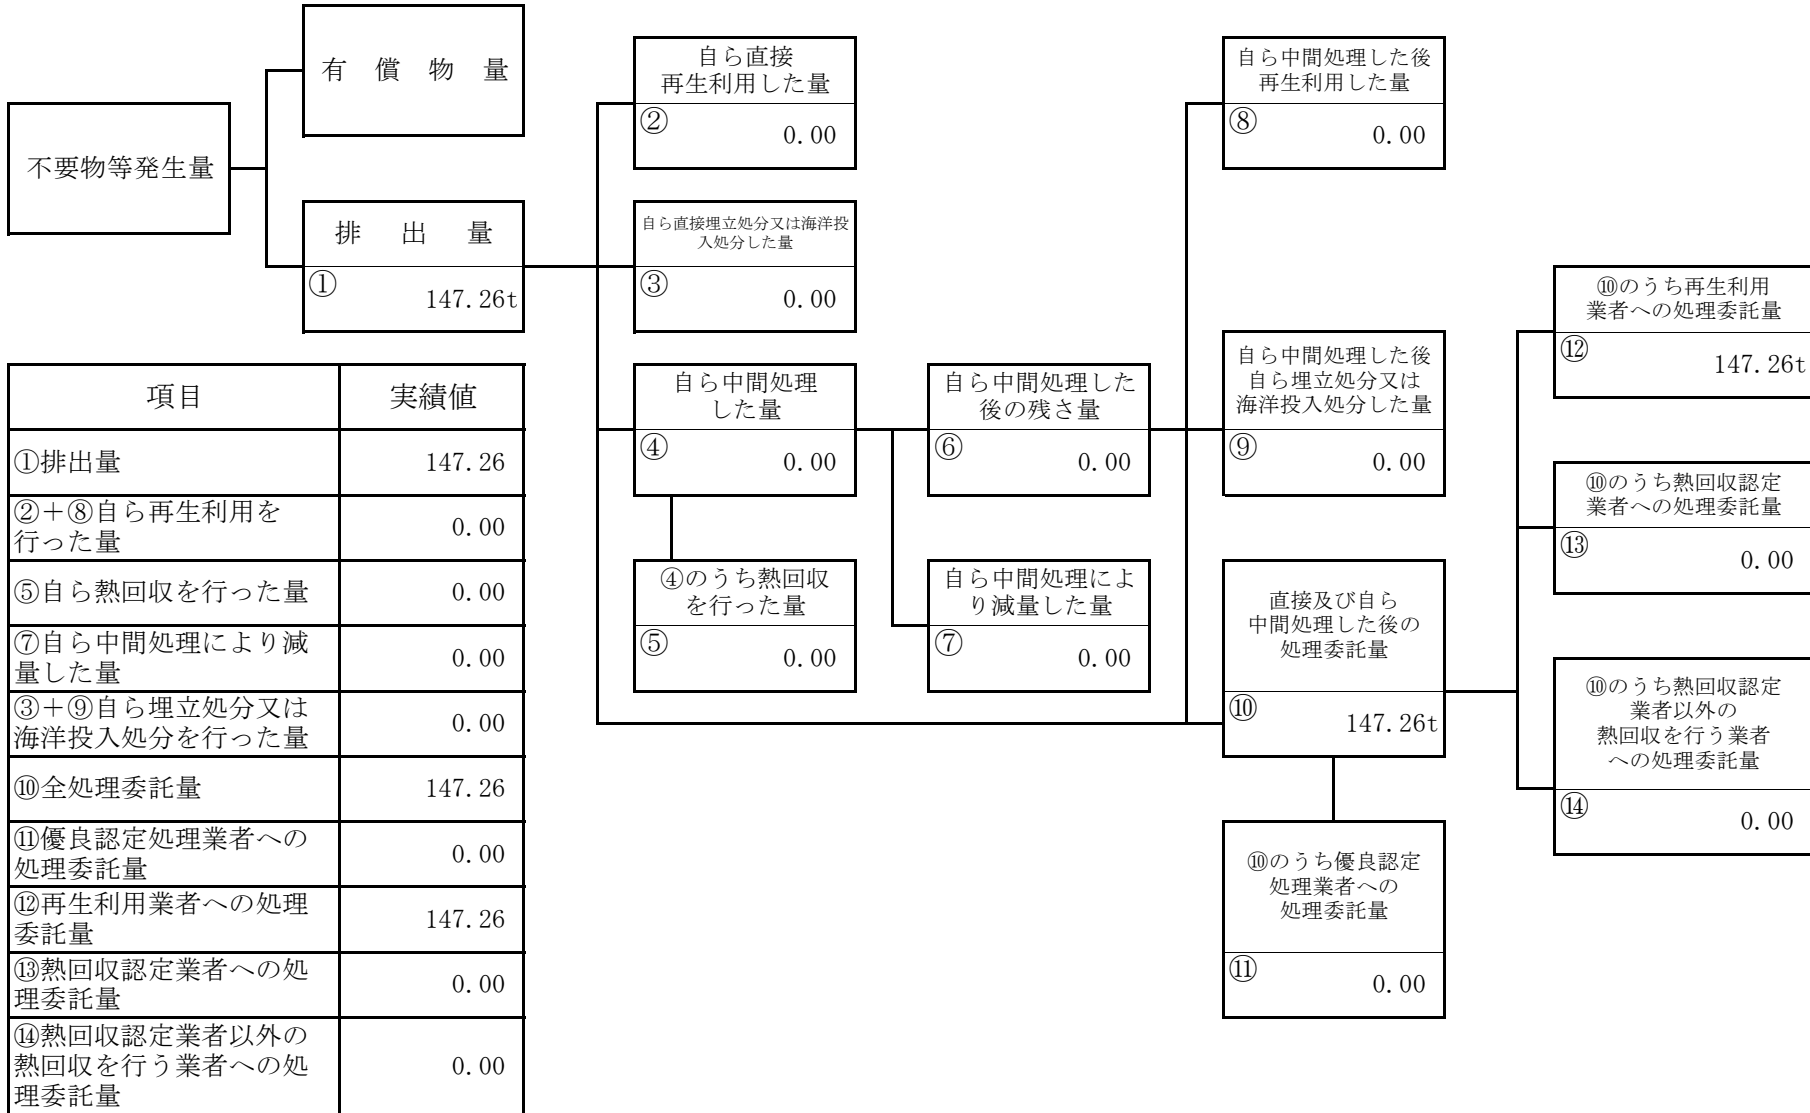 有償物量
不要物等発生量
排出量
①
147.26t
自ら直接
再生利用した量
②
0.00
自ら直接埋立処分又は海洋投
入処分した量
③
0.00
自ら中間処理
した量
④
0.00
④のうち熱回収
を行った量
⑤
0.00
自ら中間処理した
後の残さ量
⑥
0.00
自ら中間処理によ
り減量した量
⑦
0.00
自ら中間処理した後
再生利用した量
⑧
0.00
自ら中間処理した後
自ら埋立処分又は
海洋投入処分した量
⑨
0.00
直接及び自ら
中間処理した後の
処理委託量
⑩
147.26t
⑩のうち優良認定
処理業者への
処理委託量
⑪
0.00
⑩のうち再生利用
業者への処理委託量
⑫
147.26t
⑩のうち熱回収認定
業者への処理委託量
⑬
0.00
⑩のうち熱回収認定
業者以外の
熱回収を行う業者
への処理委託量
⑭
0.00
項目 実績値
①排出量 147.26
②＋⑧自ら再生利用を
行った量 0.00
⑤自ら熱回収を行った量 0.00
⑦自ら中間処理により減
量した量 0.00
③＋⑨自ら埋立処分又は
海洋投入処分を行った量 0.00
⑩全処理委託量 147.26
⑪優良認定処理業者への
処理委託量 0.00
⑫再生利用業者への処理
委託量 147.26
⑬熱回収認定業者への処
理委託量 0.00
⑭熱回収認定業者以外の
熱回収を行う業者への処
理委託量 0.00